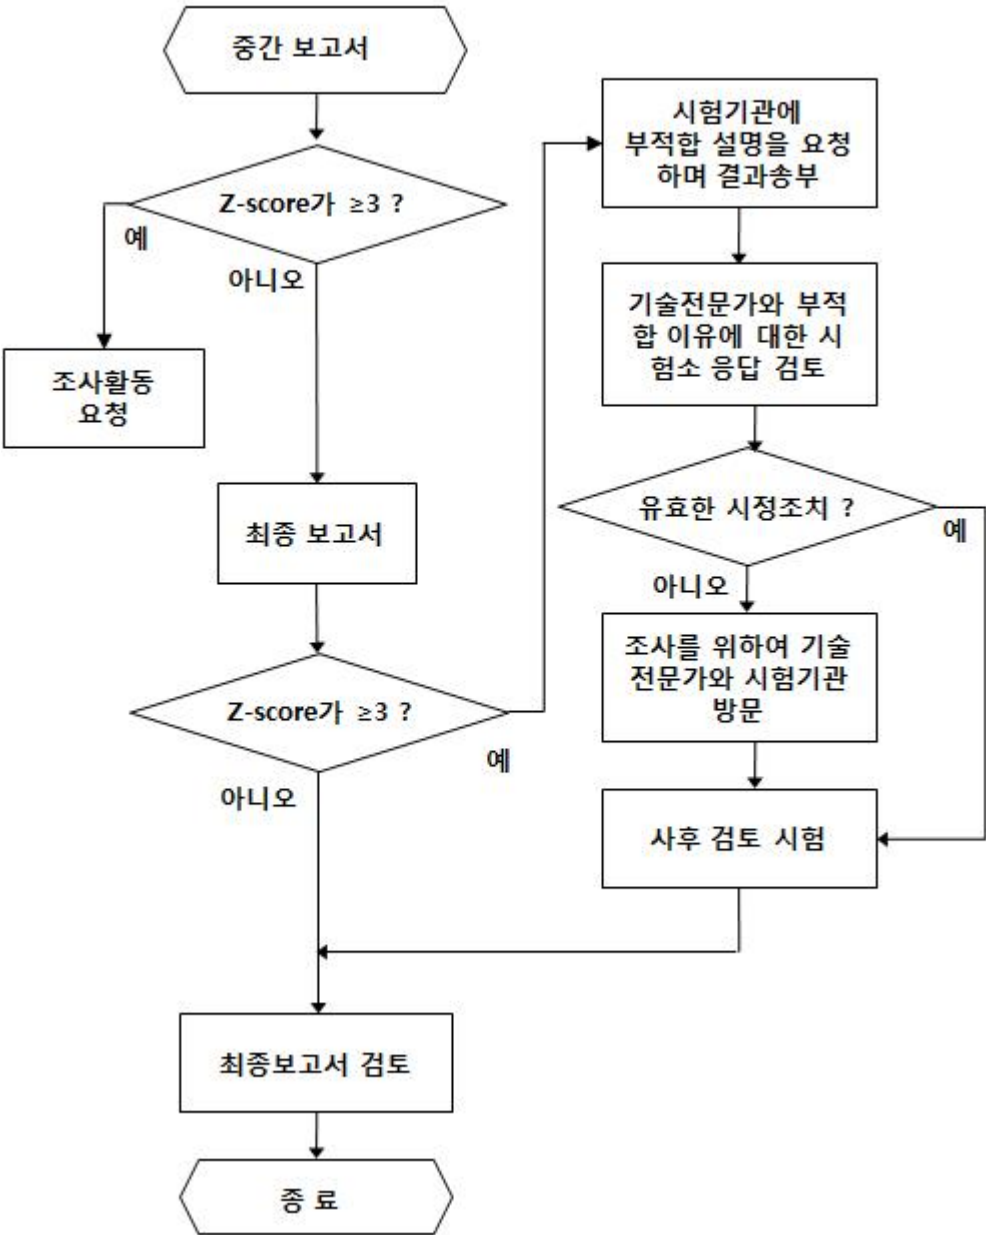 중간 보고서
Z-score가 ≥3 ?
예
아니오
조사활동
요청
최종 보고서
Z-score가 ≥3 ?
예
아니오
시험기관에
부적합 설명을 요청
하며 결과송부
기술전문가와 부적
합 이유에 대한 시
험소 응답 검토
유효한 시정조치 ?
예
아니오
조사를 위하여 기술
전문가와 시험기관
방문
사후 검토 시험
최종보고서 검토
종 료